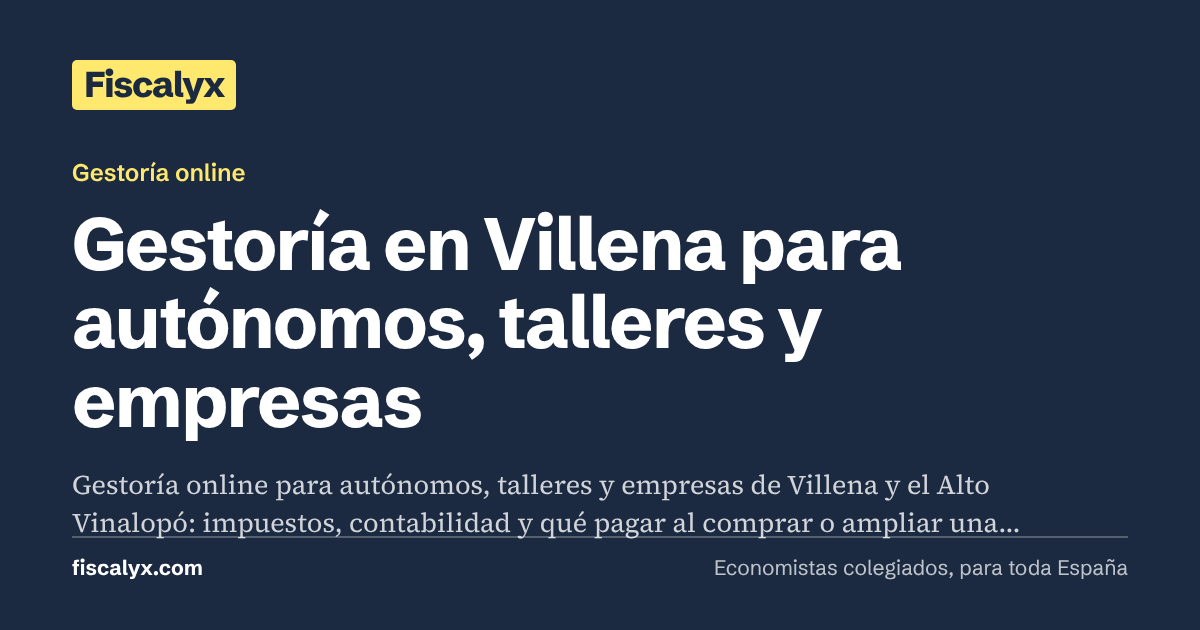 Fiscalyx
Gestoría online
Gestoría en Villena para
autónomos, talleres y
empresas
Gestoría online para autónomos, talleres y empresas de Villena y el Alto
Vinalopó: impuestos, contabilidad y qué pagar al comprar o ampliar una...
fiscalyx.com
Economistas colegiados, para toda España